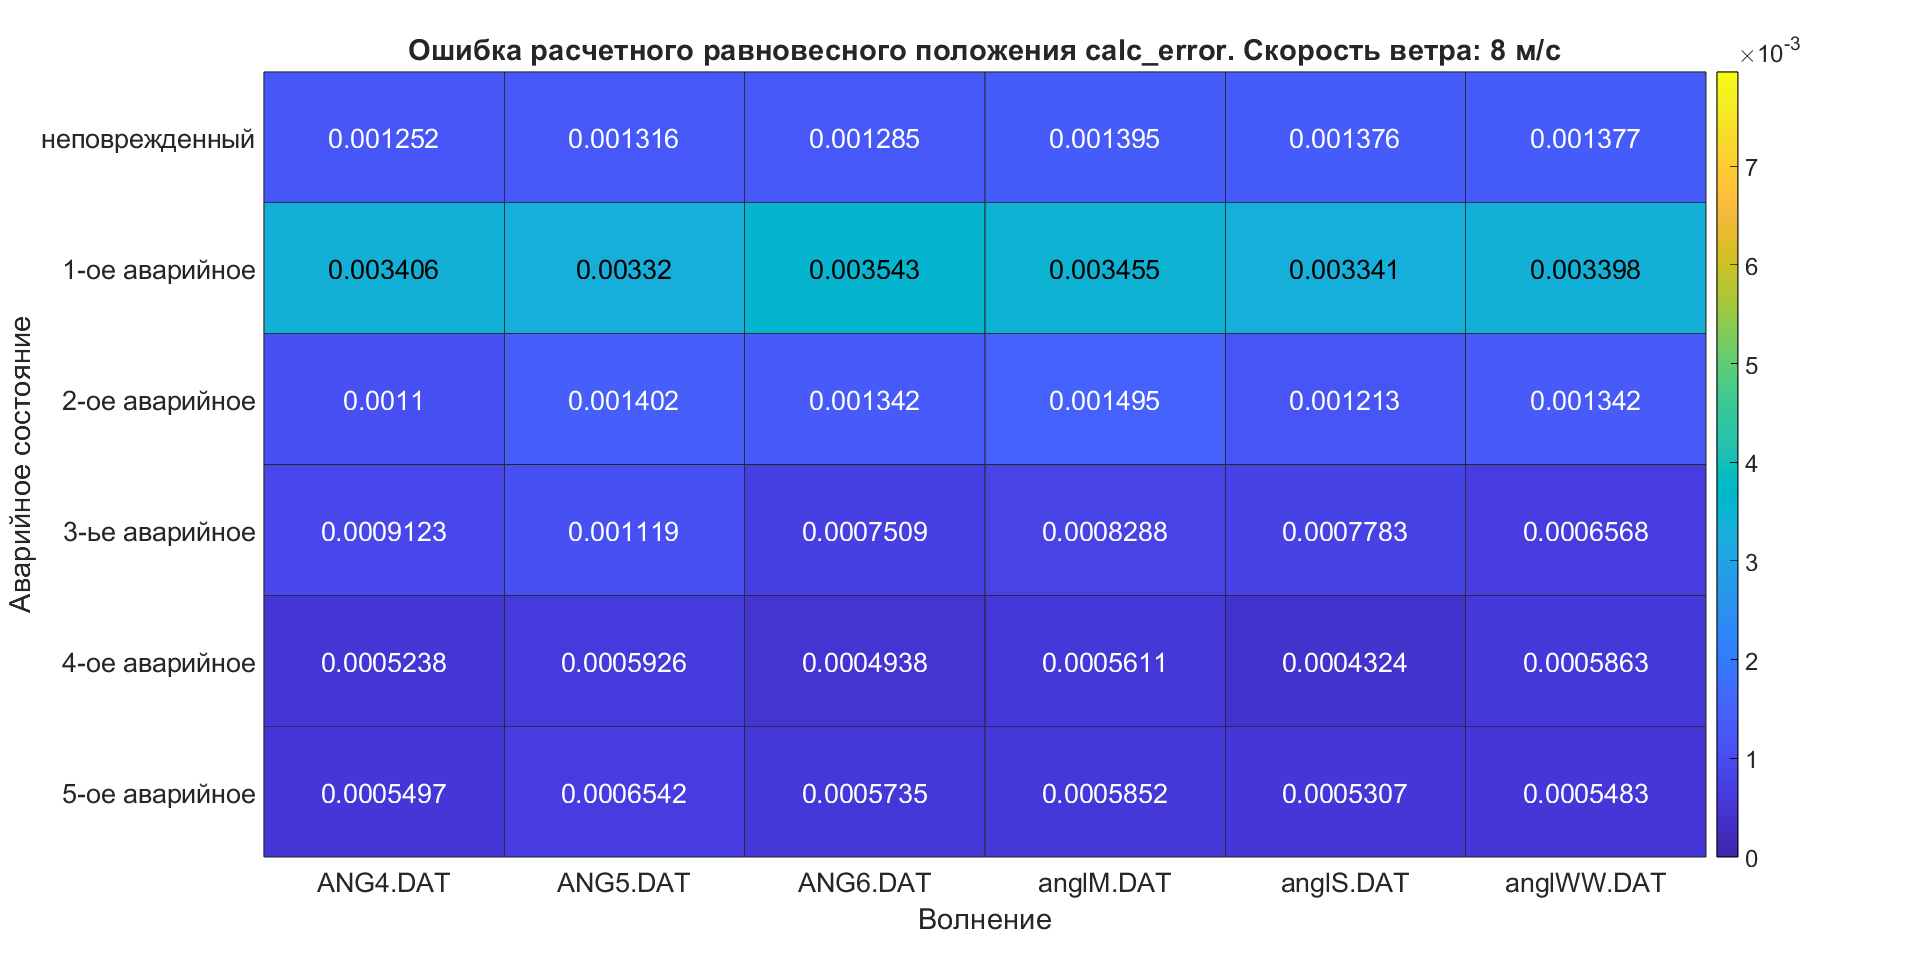 Ошибка расчетного равновесного положения calc_error. Скорость ветра: 8 м/с
×10⁻³
неповрежденный 0.001252 0.001316 0.001285 0.001395 0.001376 0.001377
1-ое аварийное 0.003406 0.00332 0.003543 0.003455 0.003341 0.003398
2-ое аварийное 0.0011 0.001402 0.001342 0.001495 0.001213 0.001342
3-ье аварийное 0.0009123 0.001119 0.0007509 0.0008288 0.0007783 0.0006568
4-ое аварийное 0.0005238 0.0005926 0.0004938 0.0005611 0.0004324 0.0005863
5-ое аварийное 0.0005497 0.0006542 0.0005735 0.0005852 0.0005307 0.0005483
ANG4.DAT ANG5.DAT ANG6.DAT anglM.DAT anglS.DAT anglWW.DAT
Волнение
Аварийное состояние
7
6
5
4
3
2
1
0